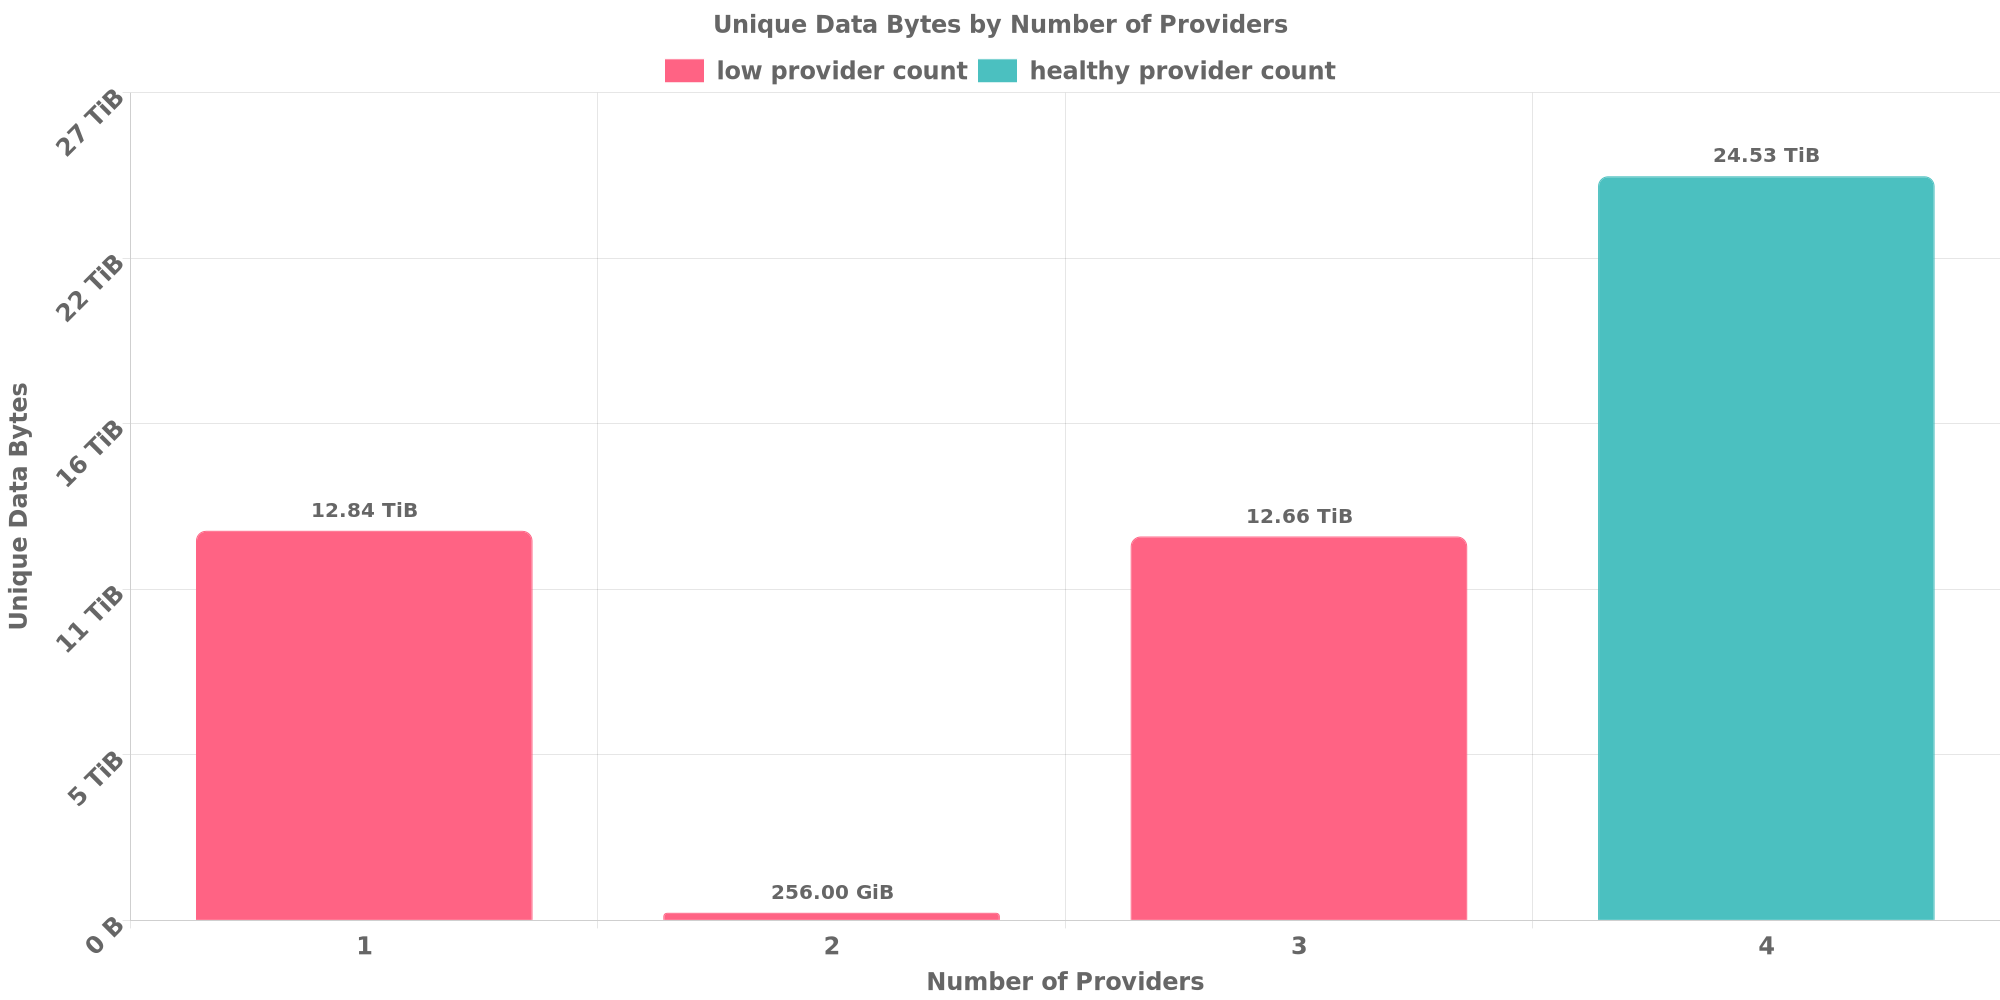 Unique Data Bytes by Number of Providers
low provider count healthy provider count
27 TiB
22 TiB
16 TiB
11 TiB
5 TiB
0 B
Unique Data Bytes
12.84 TiB
256.00 GiB
12.66 TiB
24.53 TiB
1 2 3 4
Number of Providers